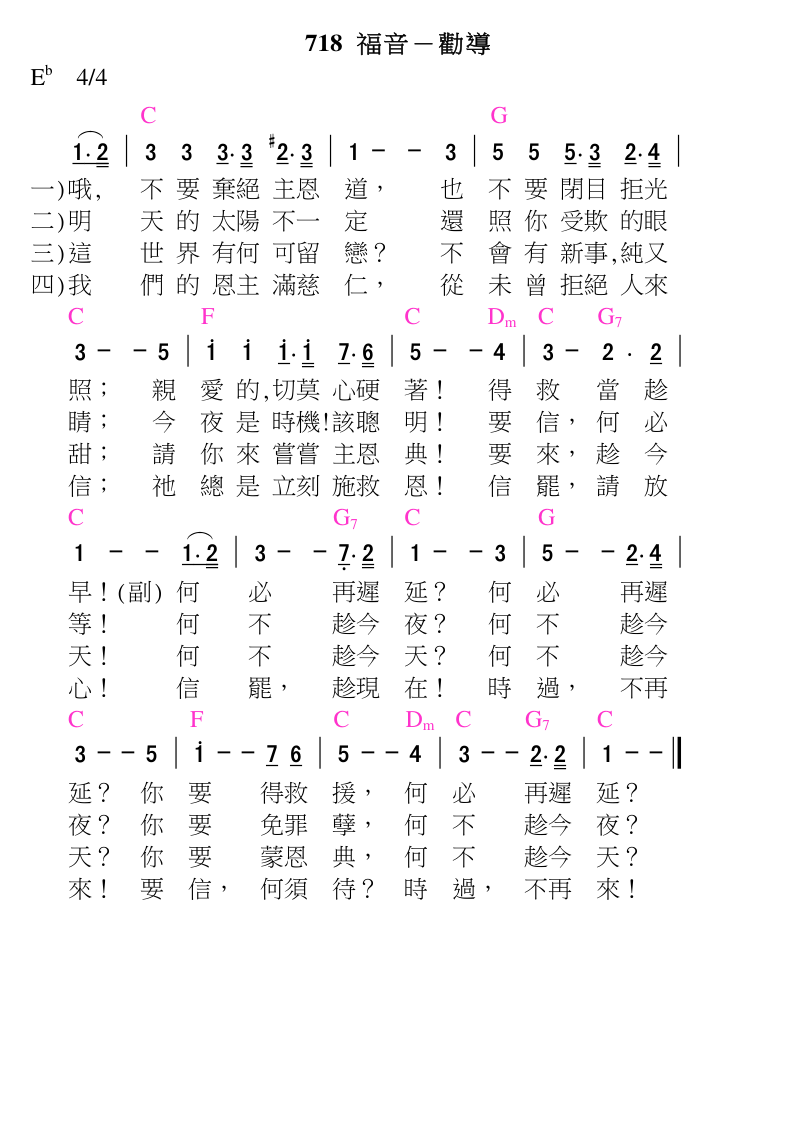 718 福音－勸導
E♭ 4/4
C G
1·2 | 3 3 3·3 #2·3 | 1 － － 3 | 5 5 5·3 2·4 |
一)哦, 不 要 棄絕 主恩 道， 也 不 要 閉目 拒光
二)明 天 的 太陽 不一 定 還 照 你 受欺 的眼
三)這 世 界 有何 可留 戀？ 不 會 有 新事,純又
四)我 們 的 恩主 滿慈 仁， 從 未 曾 拒絕 人來
C F C Dm C G7
3 － － 5 | i i i·i 7·6 | 5 － － 4 | 3 － 2 · 2 |
照； 親 愛 的,切莫 心硬 著！ 得 救 當 趁
睛； 今 夜 是 時機!該聰 明！ 要 信， 何 必
甜； 請 你 來 嘗嘗 主恩 典！ 要 來， 趁 今
信； 祂 總 是 立刻 施救 恩！ 信 罷， 請 放
C G7 C G
1 － － 1·2 | 3 － － 7̣·2 | 1 － － 3 | 5 － － 2·4 |
早！(副) 何 必 再遲 延？ 何 必 再遲
等！ 何 不 趁今 夜？ 何 不 趁今
天！ 何 不 趁今 天？ 何 不 趁今
心！ 信 罷， 趁現 在！ 時 過， 不再
C F C Dm C G7 C
3 － － 5 | i － － 7 6 | 5 － － 4 | 3 － － 2·2 | 1 － － ‖
延？ 你 要 得救 援， 何 必 再遲 延？
夜？ 你 要 免罪 孽， 何 不 趁今 夜？
天？ 你 要 蒙恩 典， 何 不 趁今 天？
來！ 要 信， 何須 待？ 時 過， 不再 來！